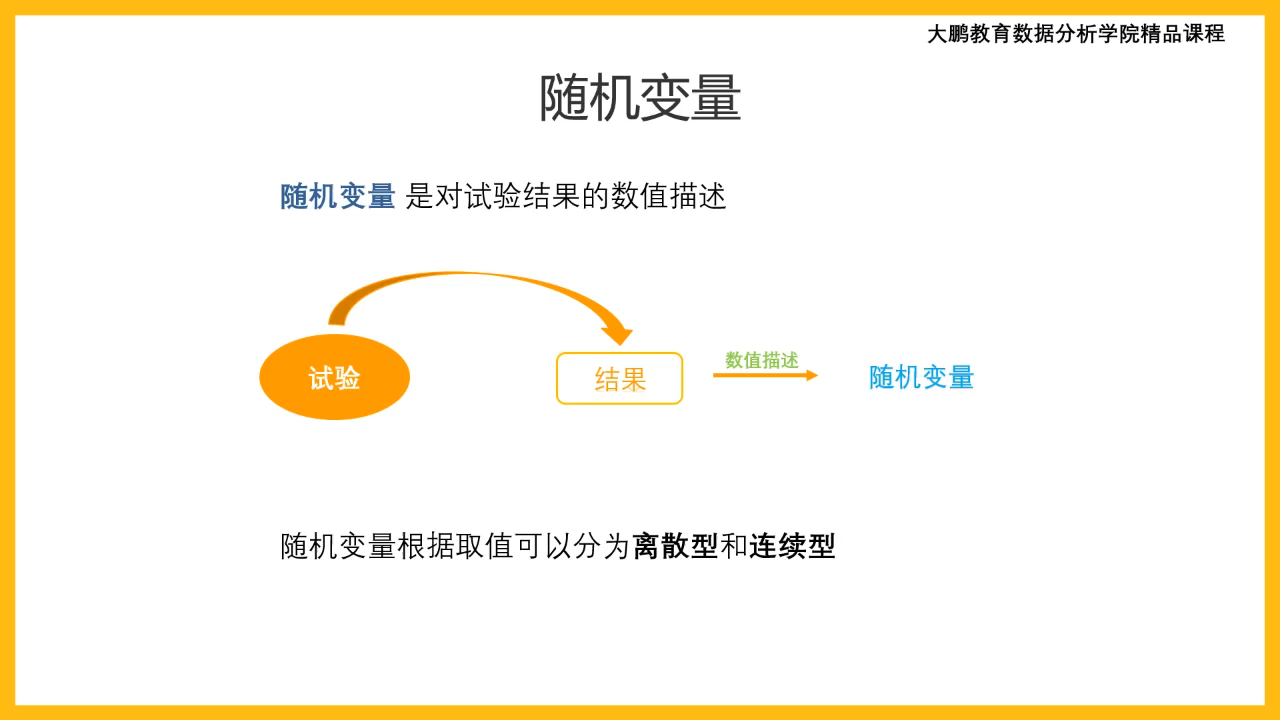 大鹏教育数据分析学院精品课程
随机变量
随机变量 是对试验结果的数值描述
试验
结果
数值描述
随机变量
随机变量根据取值可以分为离散型和连续型